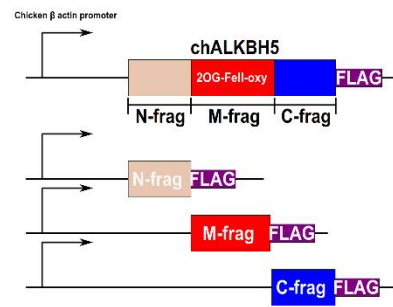 Chicken β actin promoter
chALKBH5
2OG-FeII-oxy
FLAG
N-frag M-frag C-frag
N-frag FLAG
M-frag FLAG
C-frag FLAG